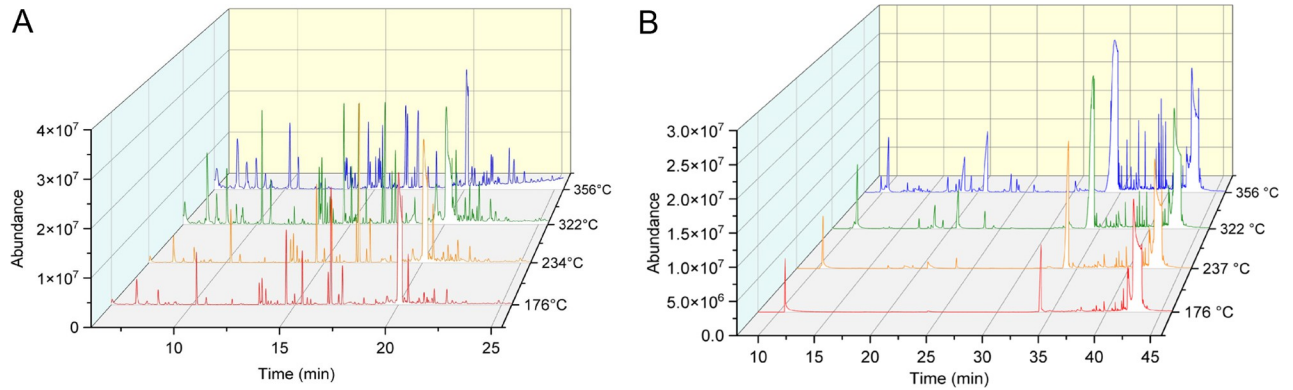 A
Abundance
4×10⁷
3×10⁷
2×10⁷
1×10⁷
0
10
15
20
25
Time (min)
356°C
322°C
234°C
176°C
B
Abundance
3.0×10⁷
2.5×10⁷
2.0×10⁷
1.5×10⁷
1.0×10⁷
5.0×10⁶
0.0
10
15
20
25
30
35
40
45
Time (min)
356 °C
322 °C
237 °C
176 °C